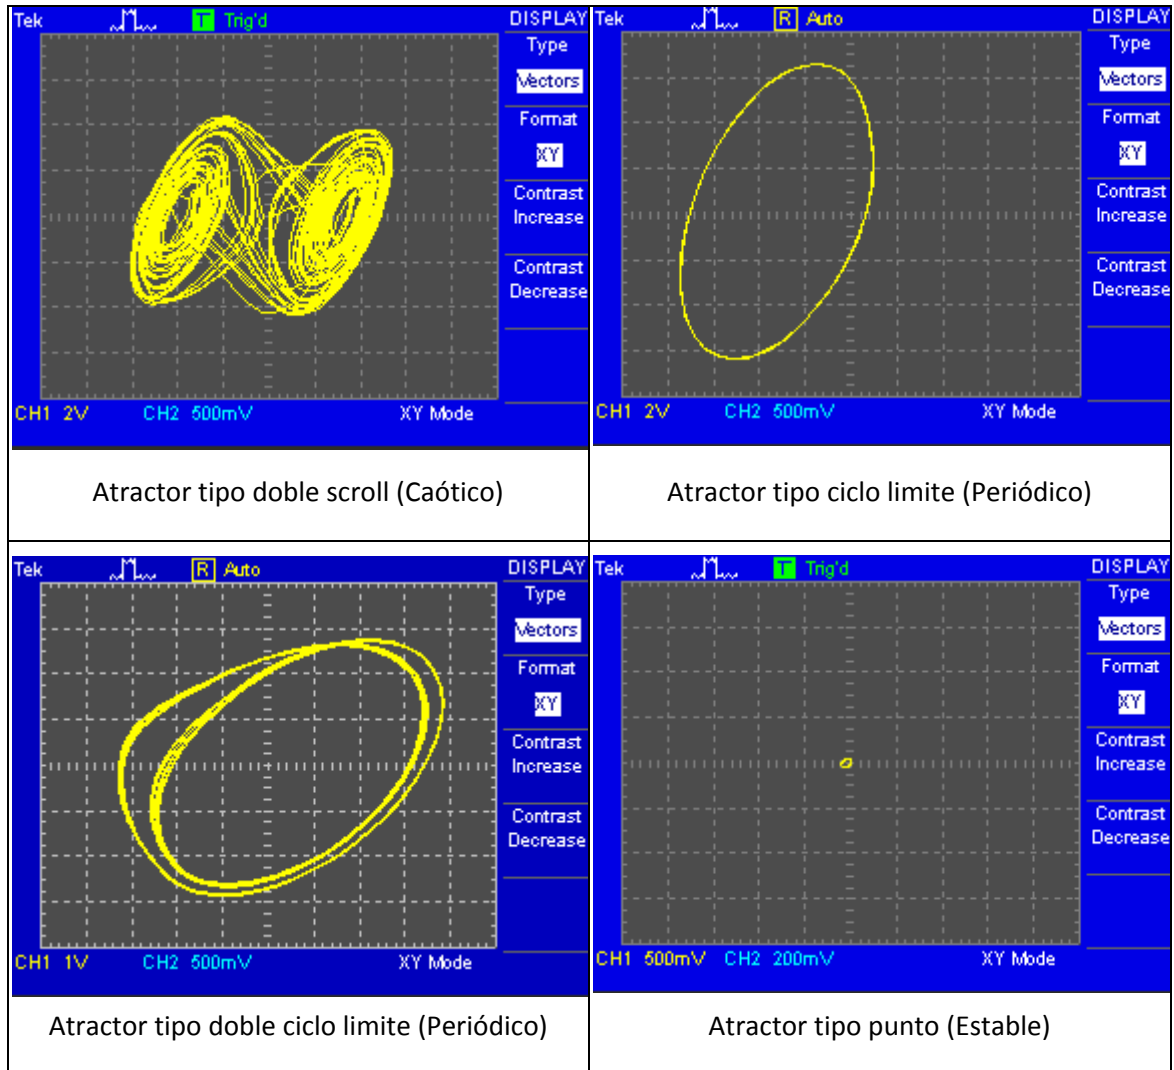 Tek T Trig'd DISPLAY
Type
Vectors
Format
XY
Contrast
Increase
Contrast
Decrease
CH1 2V CH2 500mV XY Mode
Atractor tipo doble scroll (Caótico)
Tek R Auto DISPLAY
Type
Vectors
Format
XY
Contrast
Increase
Contrast
Decrease
CH1 2V CH2 500mV XY Mode
Atractor tipo ciclo limite (Periódico)
Tek R Auto DISPLAY
Type
Vectors
Format
XY
Contrast
Increase
Contrast
Decrease
CH1 1V CH2 500mV XY Mode
Atractor tipo doble ciclo limite (Periódico)
Tek T Trig'd DISPLAY
Type
Vectors
Format
XY
Contrast
Increase
Contrast
Decrease
CH1 500mV CH2 200mV XY Mode
Atractor tipo punto (Estable)